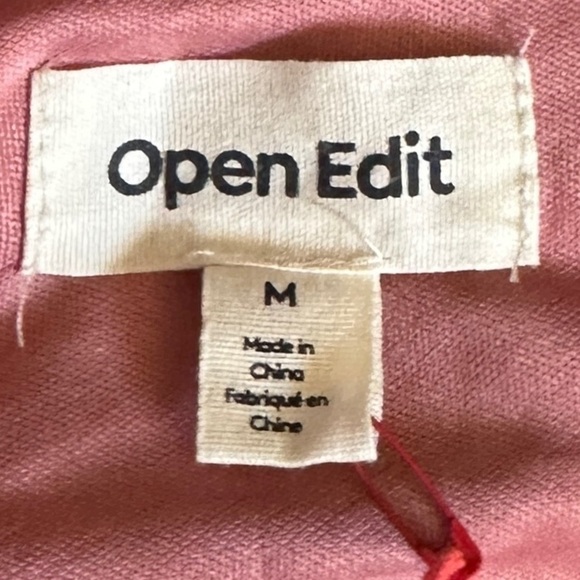 Open Edit
M
Made in
China
Fabriqué en
Chine